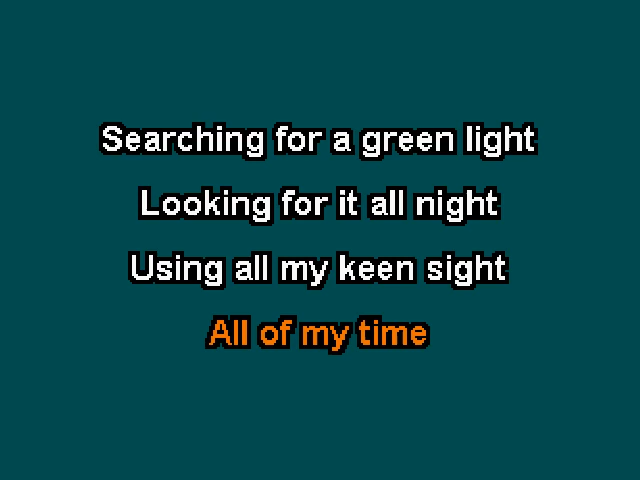 Searching for a green light
Looking for it all night
Using all my keen sight
All of my time